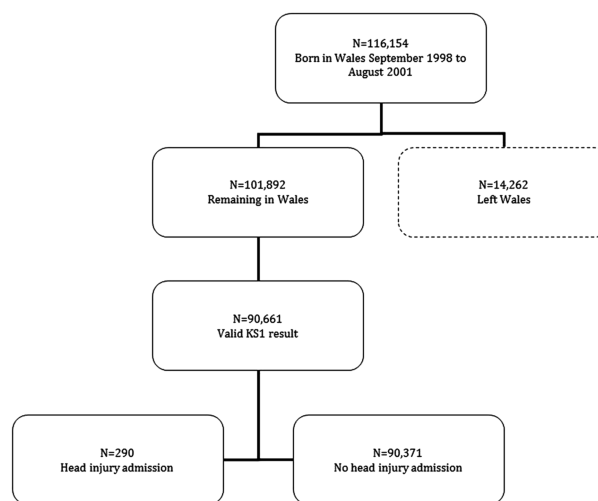 N=116,154
Born in Wales September 1998 to
August 2001
N=101,892
Remaining in Wales
N=14,262
Left Wales
N=90,661
Valid KS1 result
N=290
Head injury admission
N=90,371
No head injury admission